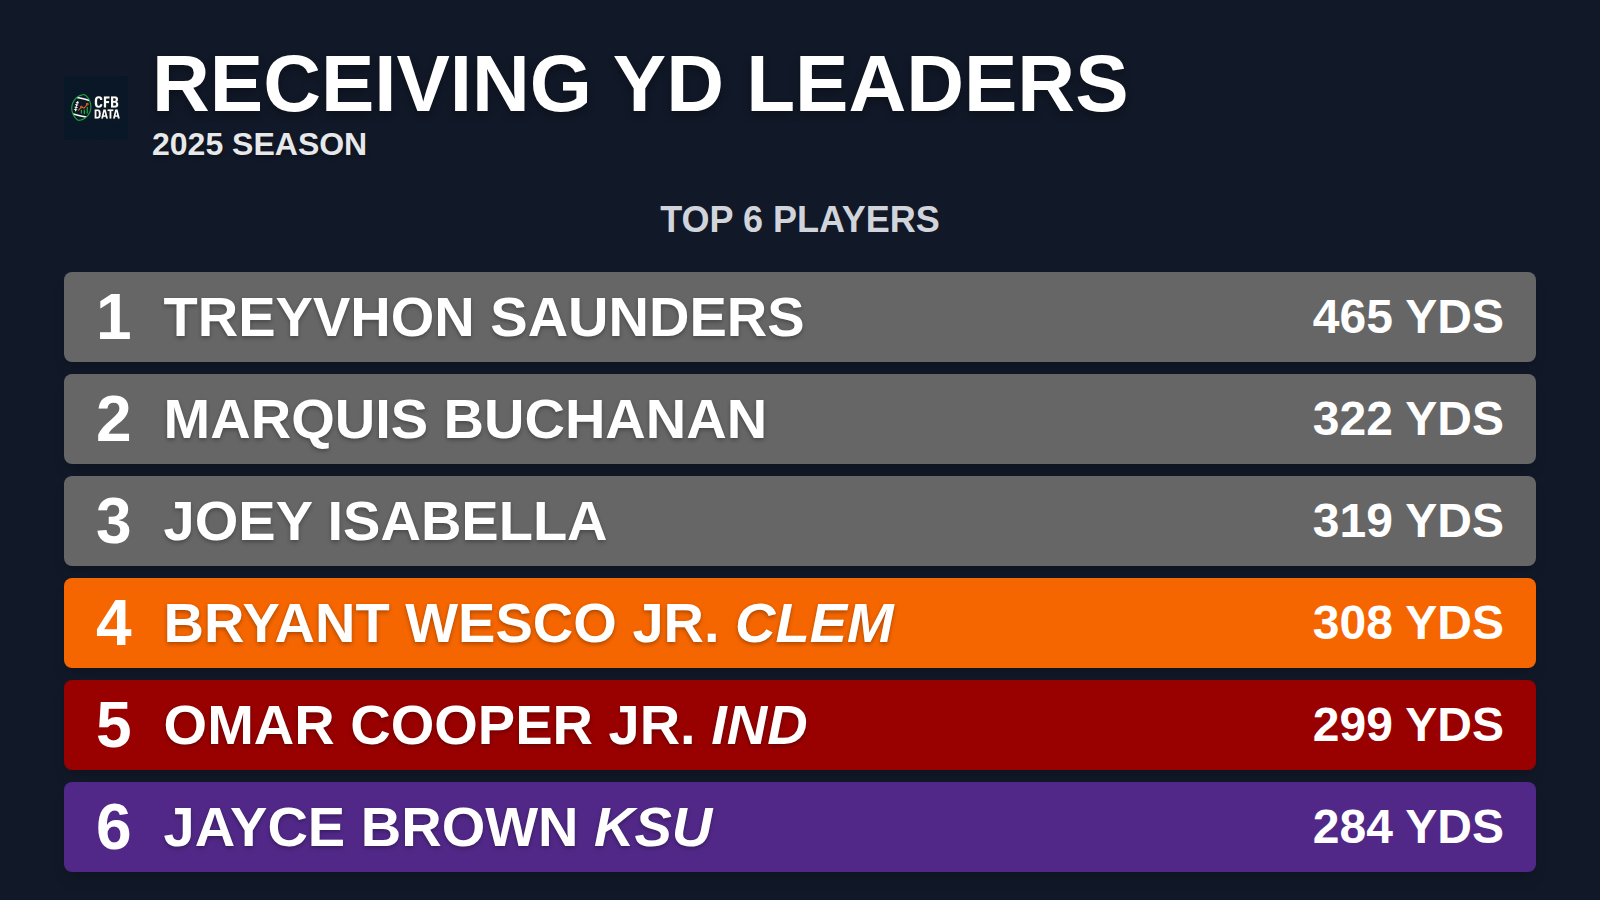 CFB
DATA
RECEIVING YD LEADERS
2025 SEASON
TOP 6 PLAYERS
1 TREYVHON SAUNDERS 465 YDS
2 MARQUIS BUCHANAN 322 YDS
3 JOEY ISABELLA 319 YDS
4 BRYANT WESCO JR. CLEM 308 YDS
5 OMAR COOPER JR. IND 299 YDS
6 JAYCE BROWN KSU 284 YDS